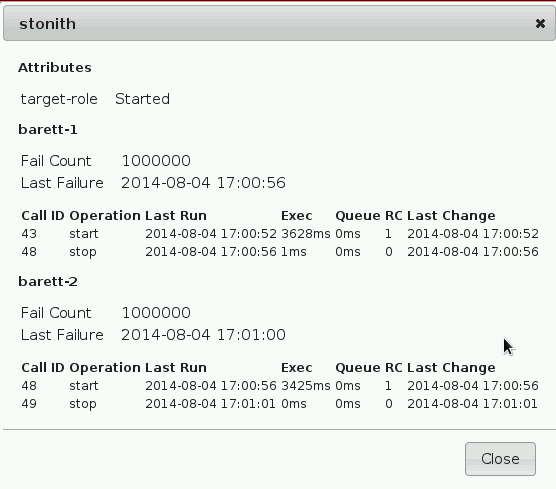 stonith ✖
Attributes
target-role Started
barett-1
Fail Count 1000000
Last Failure 2014-08-04 17:00:56
Call ID Operation Last Run Exec Queue RC Last Change
43 start 2014-08-04 17:00:52 3628ms 0ms 1 2014-08-04 17:00:52
48 stop 2014-08-04 17:00:56 1ms 0ms 0 2014-08-04 17:00:56
barett-2
Fail Count 1000000
Last Failure 2014-08-04 17:01:00
Call ID Operation Last Run Exec Queue RC Last Change
48 start 2014-08-04 17:00:56 3425ms 0ms 1 2014-08-04 17:00:56
49 stop 2014-08-04 17:01:01 0ms 0ms 0 2014-08-04 17:01:01
Close